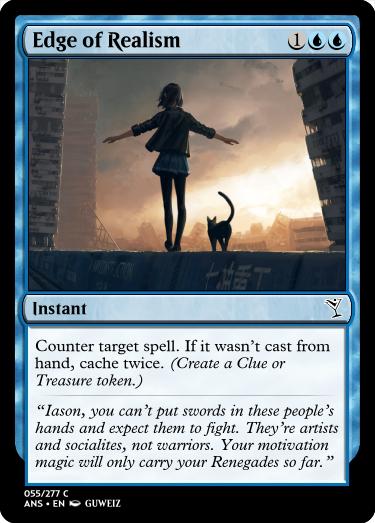 Edge of Realism
1
Instant
Counter target spell. If it wasn't cast from
hand, cache twice. (Create a Clue or
Treasure token.)
"Iason, you can't put swords in these people's
hands and expect them to fight. They're artists
and socialites, not warriors. Your motivation
magic will only carry your Renegades so far."
055/277 C
ANS • EN GUWEIZ